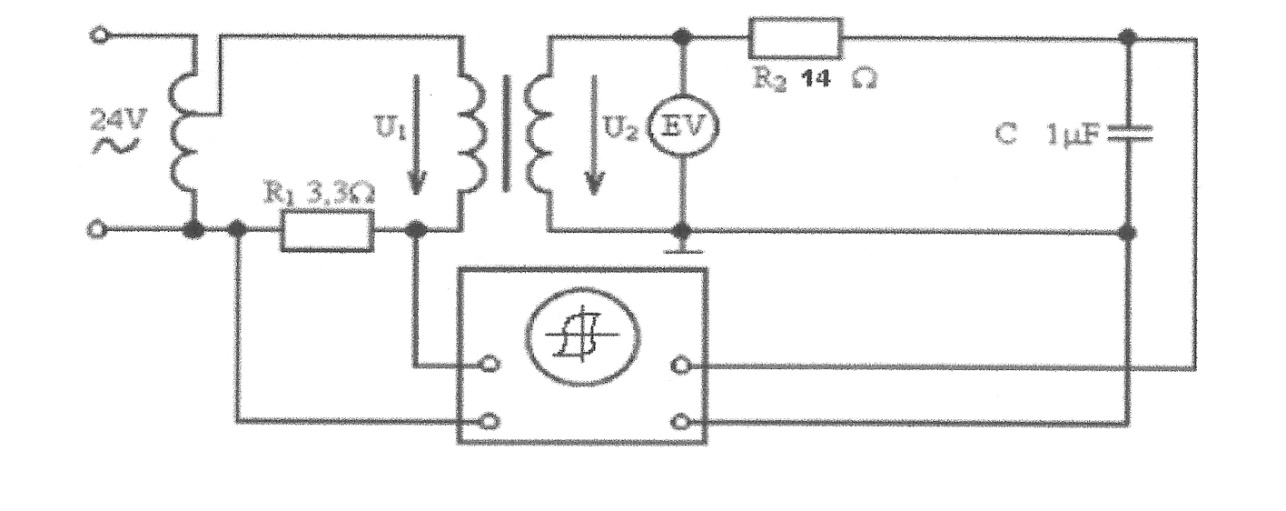 24V
U₁
U₂
EV
R₂ 14 Ω
C 1µF
R₁ 3,3Ω